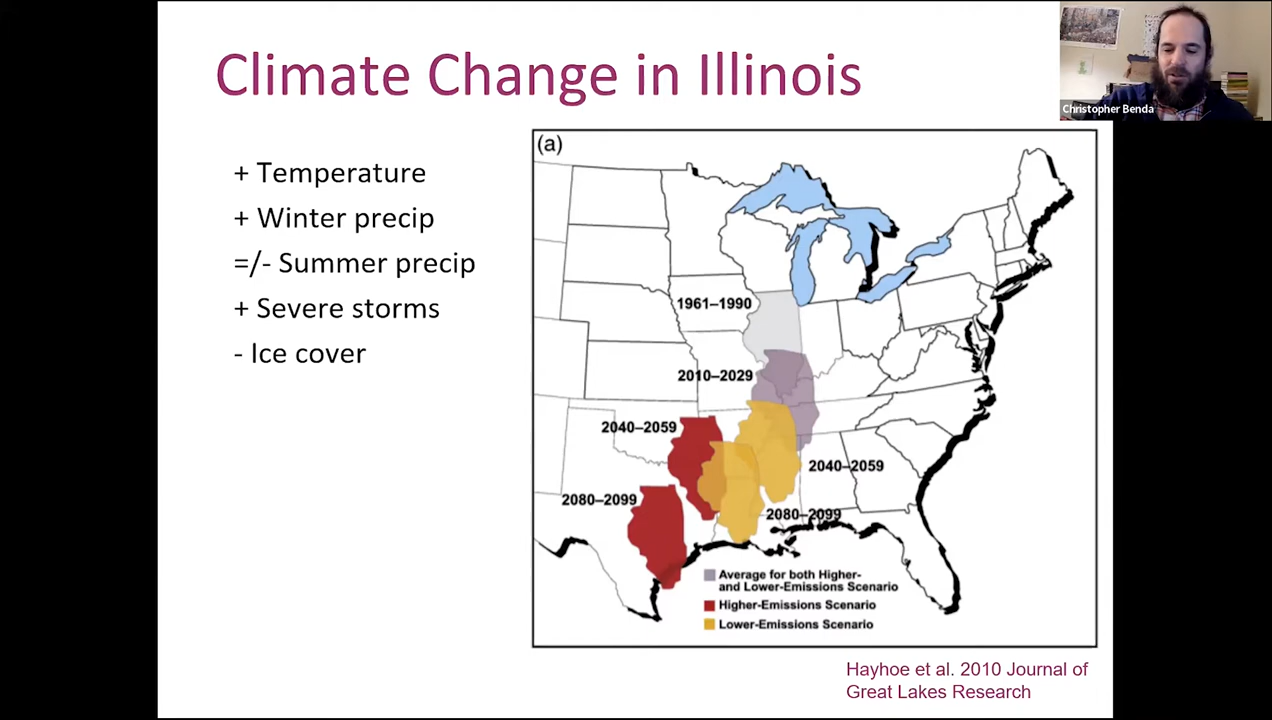 Climate Change in Illinois
Christopher Benda
+ Temperature
+ Winter precip
=/- Summer precip
+ Severe storms
- Ice cover
(a)
1961–1990
2010–2029
2040–2059
2040–2059
2080–2099
2080–2099
Average for both Higher-
and Lower-Emissions Scenario
Higher-Emissions Scenario
Lower-Emissions Scenario
Hayhoe et al. 2010 Journal of
Great Lakes Research